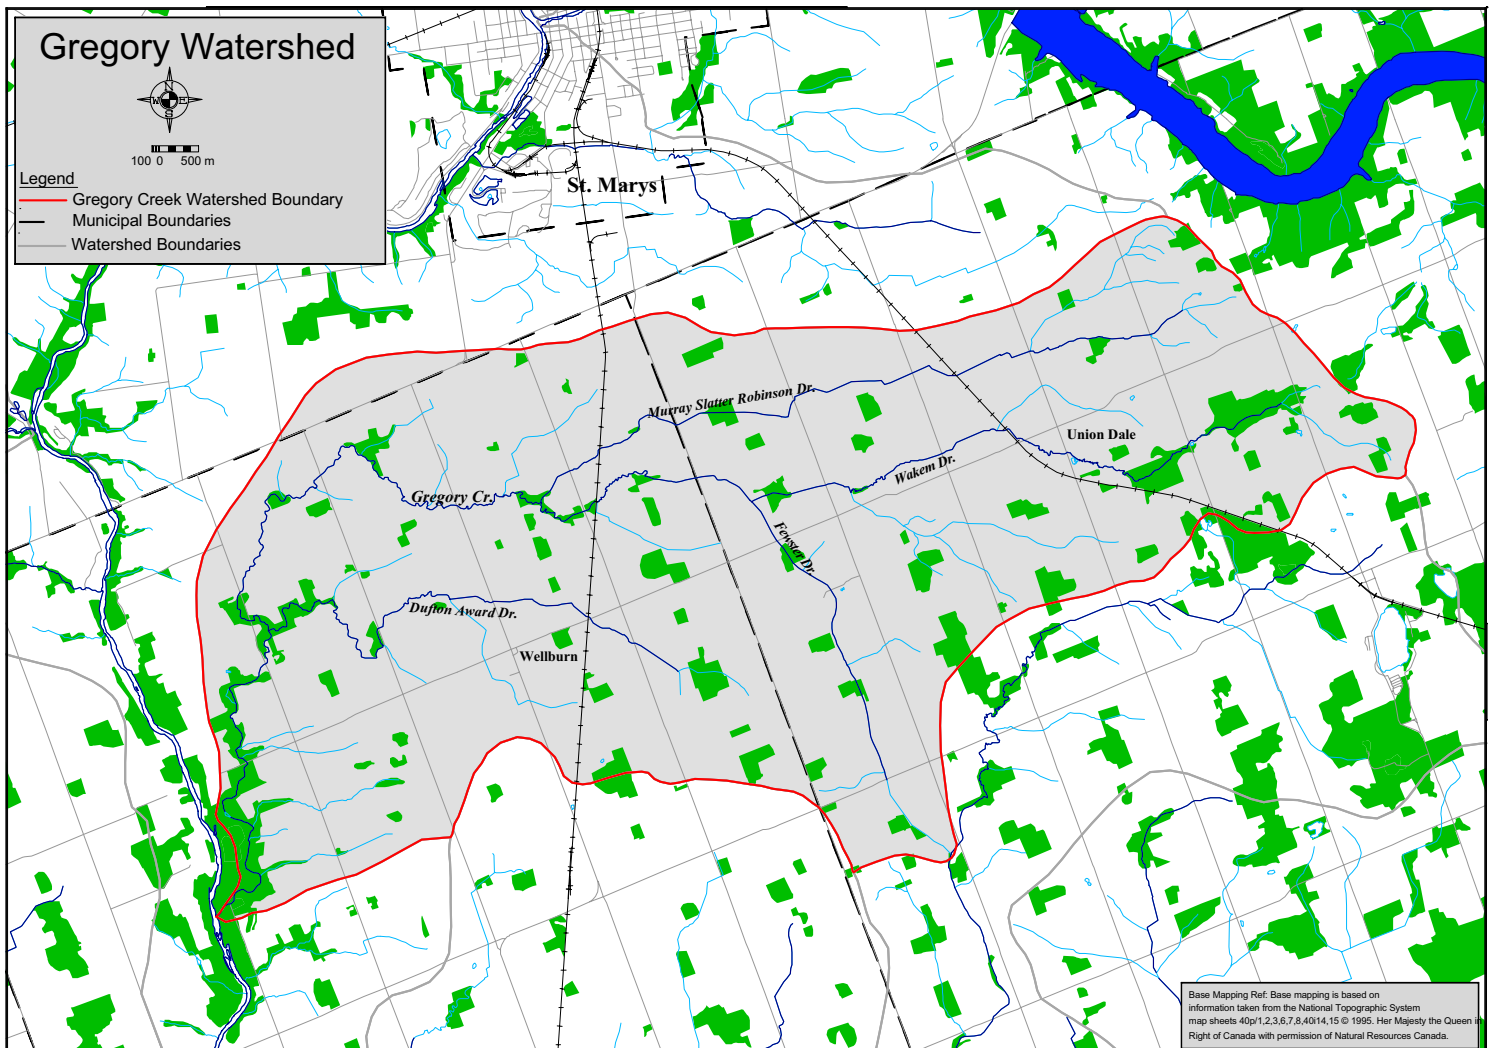 Gregory Watershed
N
W E
S
100 0 500 m
Legend
Gregory Creek Watershed Boundary
Municipal Boundaries
Watershed Boundaries
St. Marys
Murray Slatter Robinson Dr.
Union Dale
Wakem Dr.
Gregory Cr.
Fewster Dr.
Dufton Award Dr.
Wellburn
Base Mapping Ref: Base mapping is based on
information taken from the National Topographic System
map sheets 40p/1,2,3,6,7,8,40i14,15 © 1995. Her Majesty the Queen in
Right of Canada with permission of Natural Resources Canada.